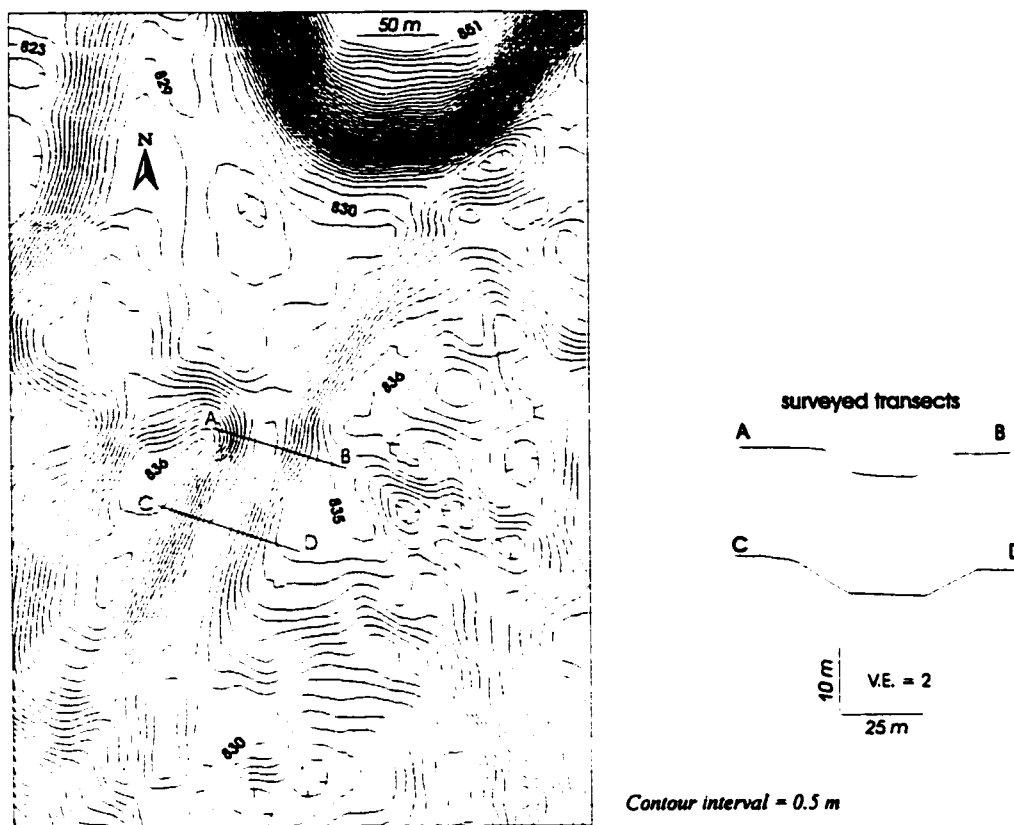 50 m
851
823
829
N
830
A
836
B
836
C
835
D
830
surveyed transects
A B
C D
10 m
V.E. = 2
25 m
Contour interval = 0.5 m